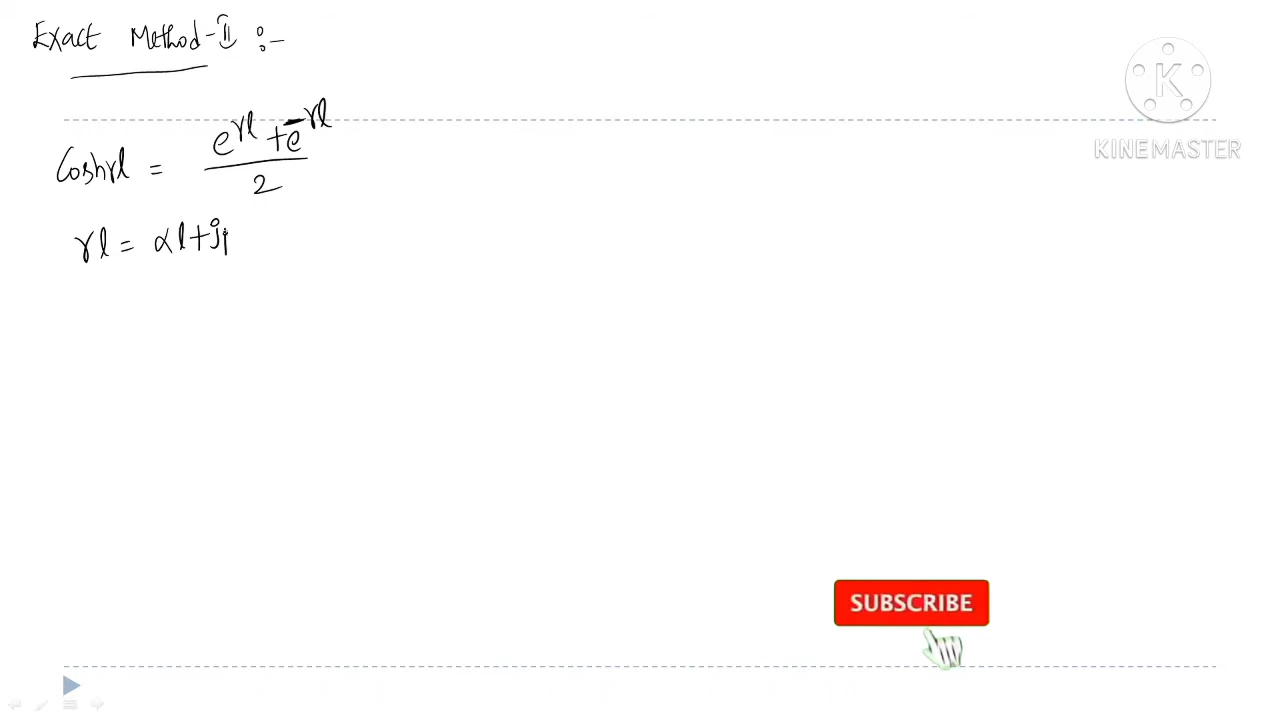 Exact Method-II :-
K
KINEMASTER
Coshγl = e^γl + e^-γl / 2
γl = αl + j
SUBSCRIBE